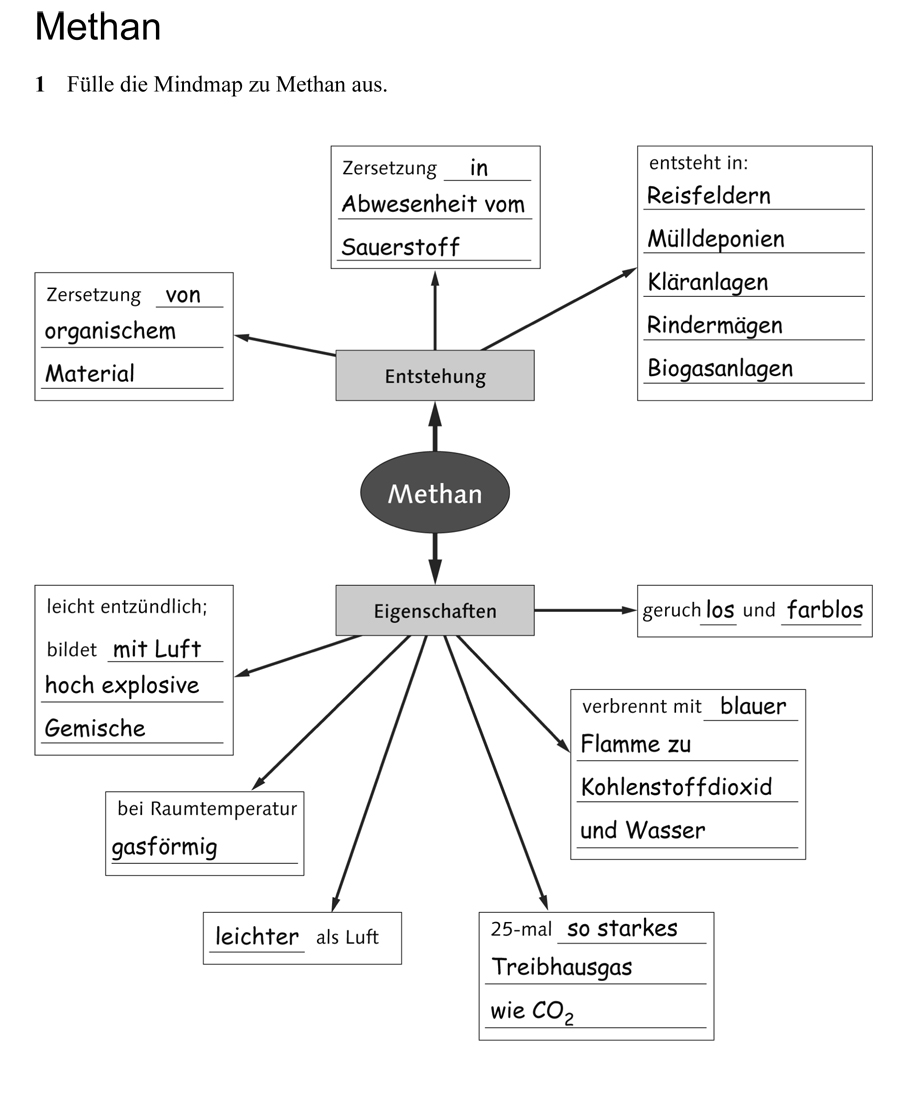 Methan
1 Fülle die Mindmap zu Methan aus.
Zersetzung in
Abwesenheit vom
Sauerstoff
entsteht in:
Reisfeldern
Mülldeponien
Kläranlagen
Rindermägen
Biogasanlagen
Zersetzung von
organischem
Material
Entstehung
Methan
Eigenschaften
leicht entzündlich;
bildet mit Luft
hoch explosive
Gemische
geruch los und farblos
verbrennt mit blauer
Flamme zu
Kohlenstoffdioxid
und Wasser
bei Raumtemperatur
gasförmig
leichter als Luft
25-mal so starkes
Treibhausgas
wie CO₂